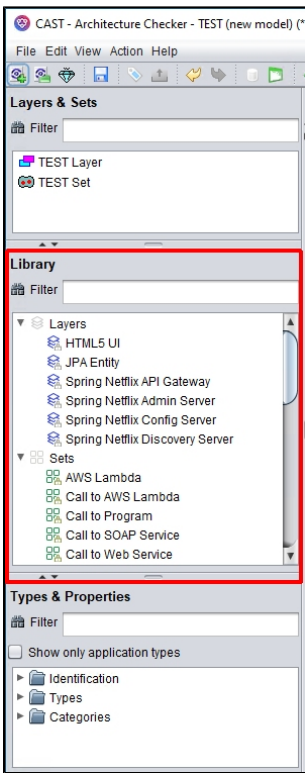 CAST - Architecture Checker - TEST (new model) (*
File Edit View Action Help
Layers & Sets
Filter
TEST Layer
TEST Set
Library
Filter
Layers
HTML5 UI
JPA Entity
Spring Netflix API Gateway
Spring Netflix Admin Server
Spring Netflix Config Server
Spring Netflix Discovery Server
Sets
AWS Lambda
Call to AWS Lambda
Call to Program
Call to SOAP Service
Call to Web Service
Types & Properties
Filter
Show only application types
Identification
Types
Categories